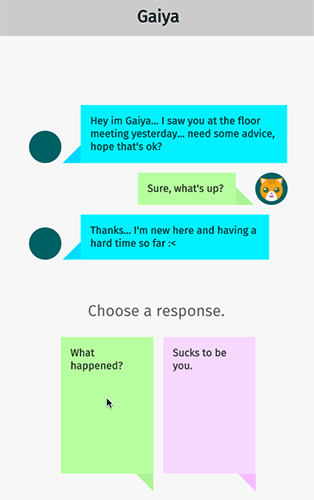 Gaiya
Hey im Gaiya... I saw you at the floor
meeting yesterday... need some advice,
hope that's ok?
Sure, what's up?
Thanks... I'm new here and having a
hard time so far :<
Choose a response.
What
happened?
Sucks to be
you.